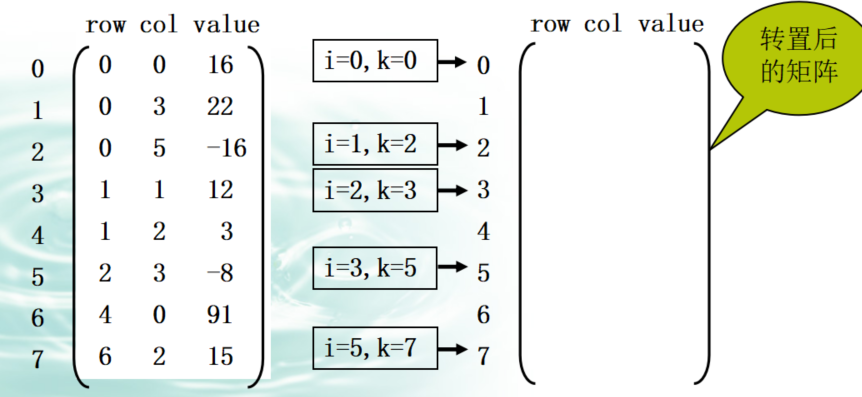 row col value
0 0 0 16
1 0 3 22
2 0 5 -16
3 1 1 12
4 1 2 3
5 2 3 -8
6 4 0 91
7 6 2 15
i=0,k=0
i=1,k=2
i=2,k=3
i=3,k=5
i=5,k=7
row col value
0
1
2
3
4
5
6
7
转置后
的矩阵